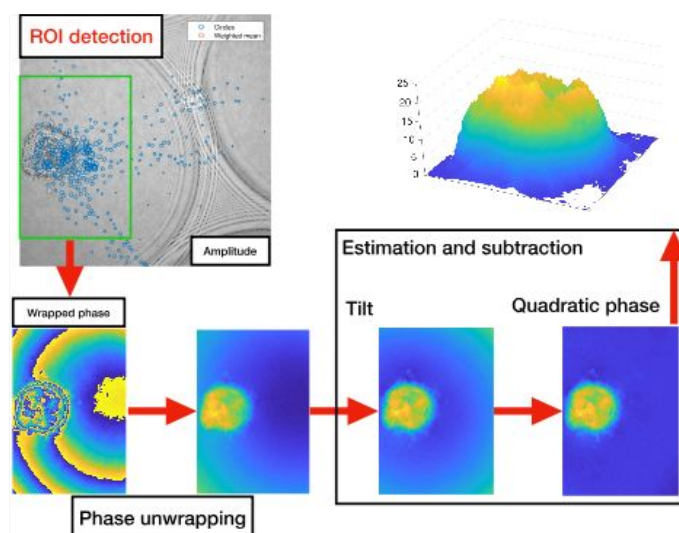 ROI detection
Circles
Weighted mean
Amplitude
25
20
15
10
5
0
Estimation and subtraction
Wrapped phase
Tilt
Quadratic phase
Phase unwrapping